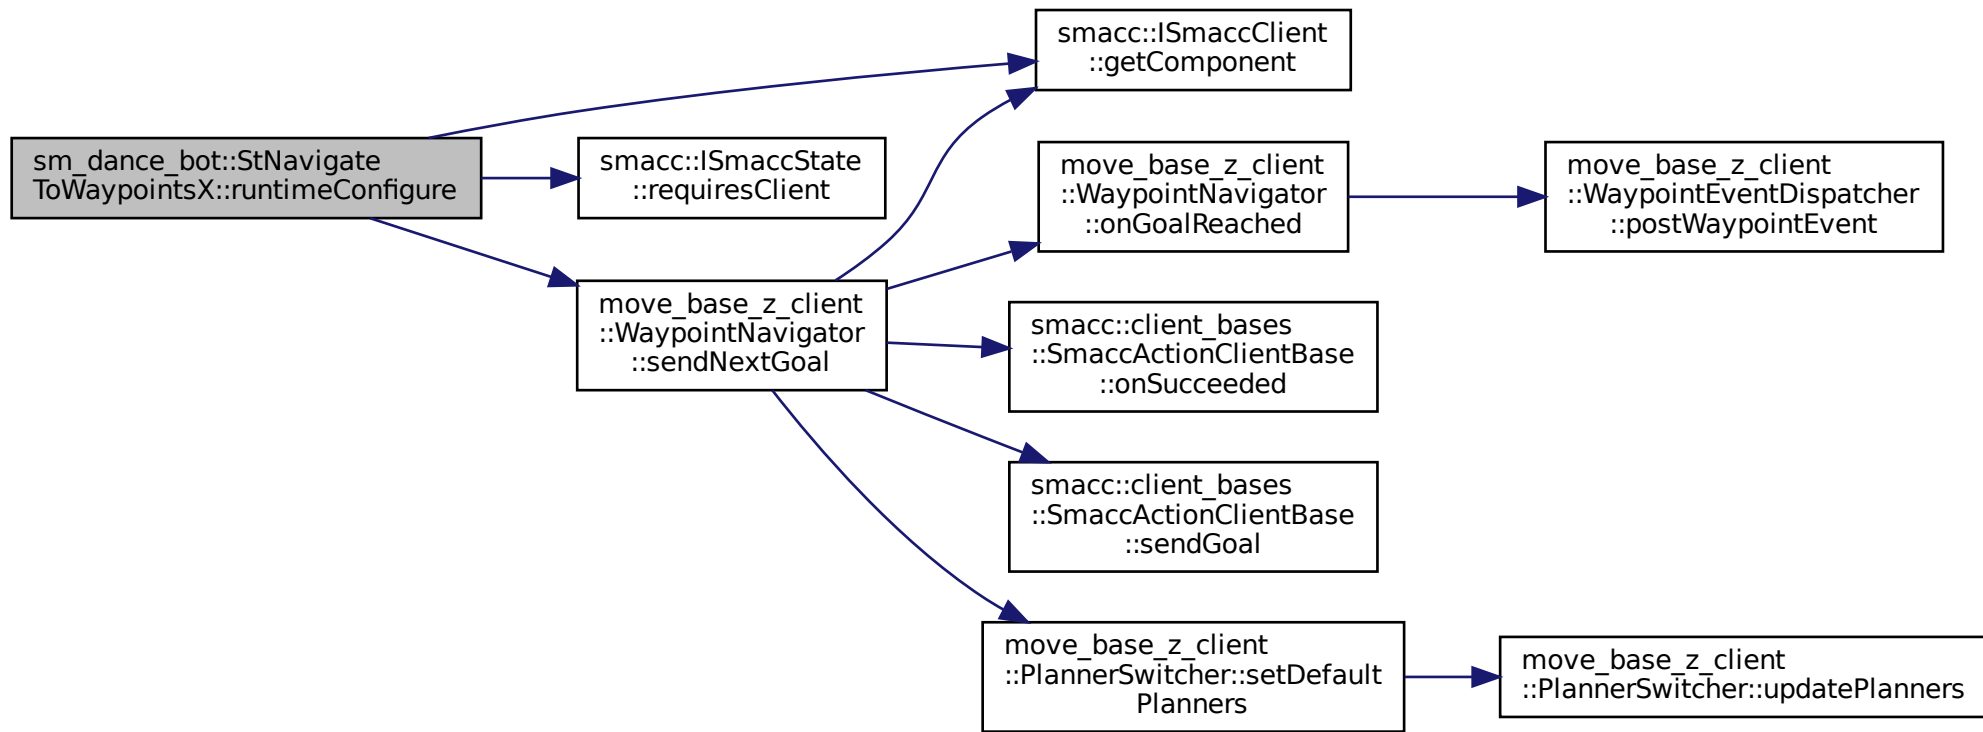 sm_dance_bot::StNavigate
ToWaypointsX::runtimeConfigure
smacc::ISmaccClient
::getComponent
smacc::ISmaccState
::requiresClient
move_base_z_client
::WaypointNavigator
::sendNextGoal
move_base_z_client
::WaypointNavigator
::onGoalReached
move_base_z_client
::WaypointEventDispatcher
::postWaypointEvent
smacc::client_bases
::SmaccActionClientBase
::onSucceeded
smacc::client_bases
::SmaccActionClientBase
::sendGoal
move_base_z_client
::PlannerSwitcher::setDefault
Planners
move_base_z_client
::PlannerSwitcher::updatePlanners